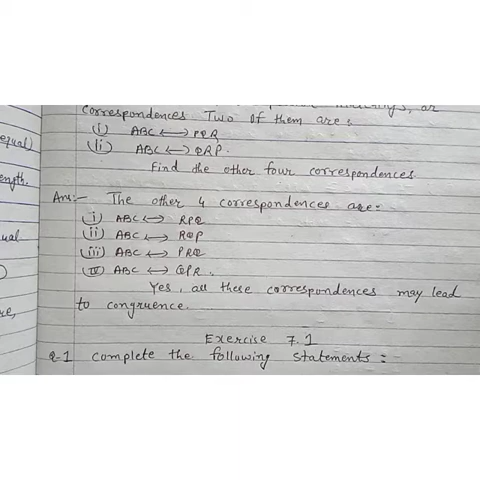 correspondences Two of them are:
(i) ABC ⟷ PQR
(ii) ABC ⟷ QRP.
Find the other four correspondences
equal)
ength.
Ans:- The other 4 correspondences are:
(i) ABC ⟷ RPQ
(ii) ABC ⟷ RQP
(iii) ABC ⟷ PRQ
(iv) ABC ⟷ QPR.
Yes, all these correspondences may lead
to congruence.
Exercise 7.1
Q-1 complete the following statements: